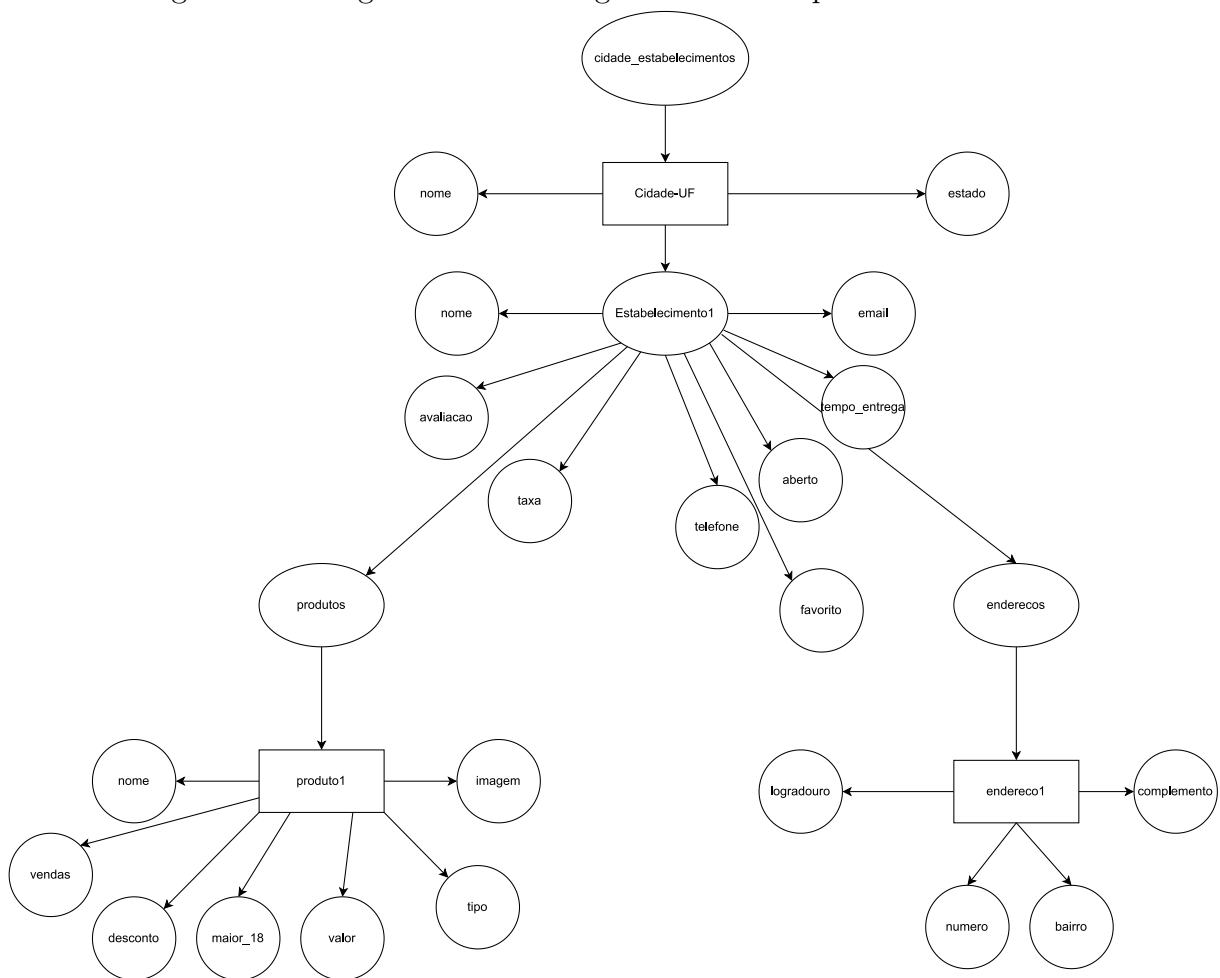 cidade_estabelecimentos
nome
Cidade-UF
estado
nome
Estabelecimento1
email
avaliacao
tempo_entrega
taxa
aberto
telefone
produtos
favorito
enderecos
nome
produto1
imagem
logradouro
endereco1
complemento
vendas
tipo
desconto
maior_18
valor
numero
bairro